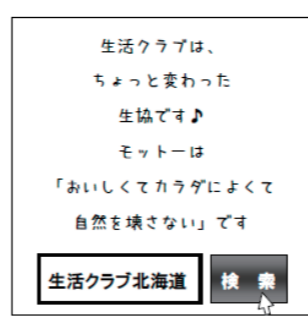 生活クラブは、
ちょっと変わった
生協です♪
モットーは
「おいしくてカラダによくて
自然を壊さない」です
生活クラブ北海道 検索